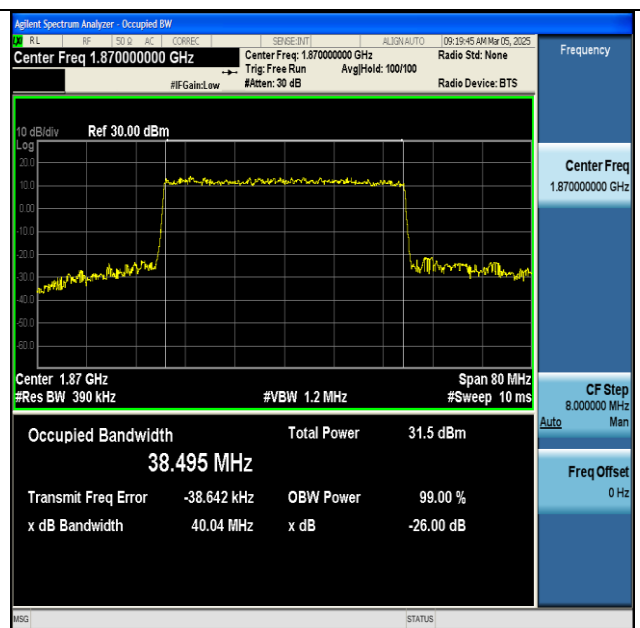 Agilent Spectrum Analyzer - Occupied BW
RL RF 50 Ω AC CORREC SENSE:INT ALIGN AUTO 09:19:45 AM Mar 05, 2025
Center Freq 1.870000000 GHz
Center Freq: 1.870000000 GHz Radio Std: None
Trig: Free Run Avg|Hold: 100/100
#IFGain:Low #Atten: 30 dB Radio Device: BTS
10 dB/div Ref 30.00 dBm
Log
20.0
10.0
0.00
-10.0
-20.0
-30.0
-40.0
-50.0
-60.0
Center 1.87 GHz Span 80 MHz
#Res BW 390 kHz #VBW 1.2 MHz #Sweep 10 ms
Occupied Bandwidth Total Power 31.5 dBm
38.495 MHz
Transmit Freq Error -38.642 kHz OBW Power 99.00 %
x dB Bandwidth 40.04 MHz x dB -26.00 dB
MSG STATUS
Frequency
Center Freq
1.870000000 GHz
CF Step
8.000000 MHz
Auto Man
Freq Offset
0 Hz